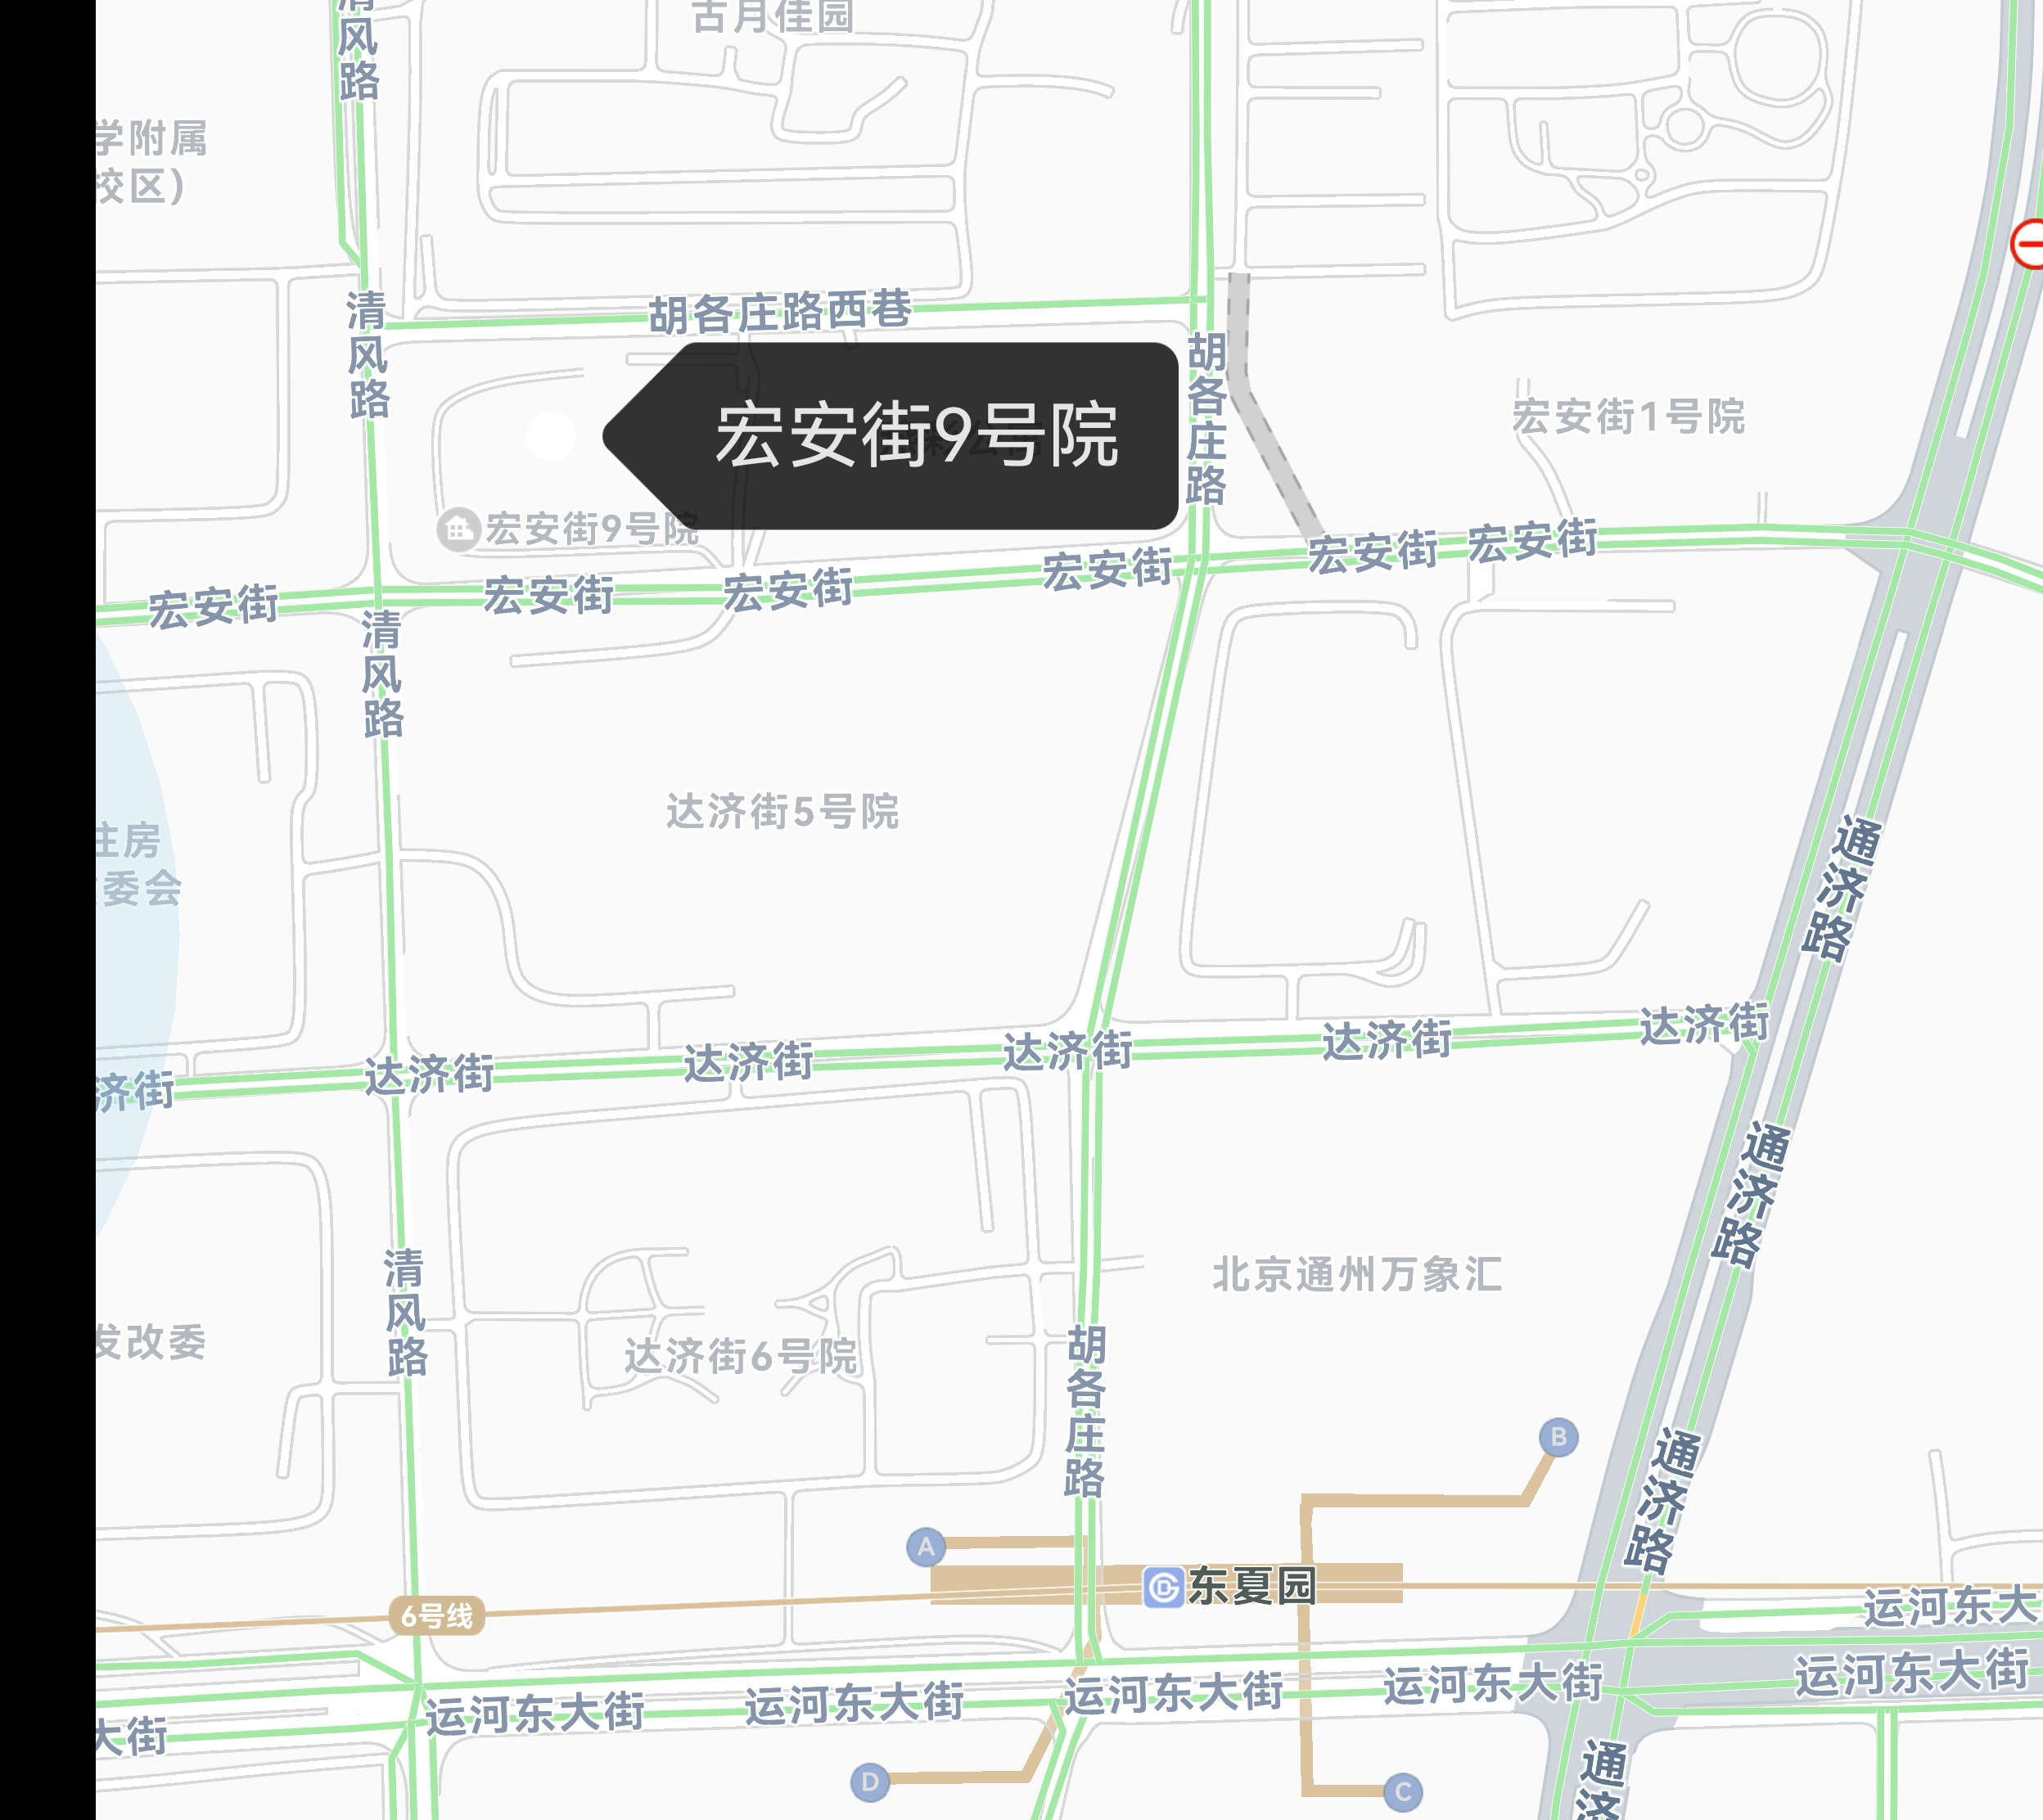 清风路
古月佳园
学附属
校区)
清风路
胡各庄路西巷
胡各庄路
宏安街9号院
宏安街1号院
宏安街9号院
宏安街
宏安街
宏安街
宏安街
宏安街
宏安街
清风路
达济街5号院
住房
委会
通济路
达济街
达济街
达济街
达济街
达济街
济街
通济路
清风路
北京通州万象汇
发改委
达济街6号院
胡各庄路
B
通济路
A
东夏园
6号线
运河东大
运河东大街
运河东大街
运河东大街
运河东大街
运河东大街
大街
D
C
通济